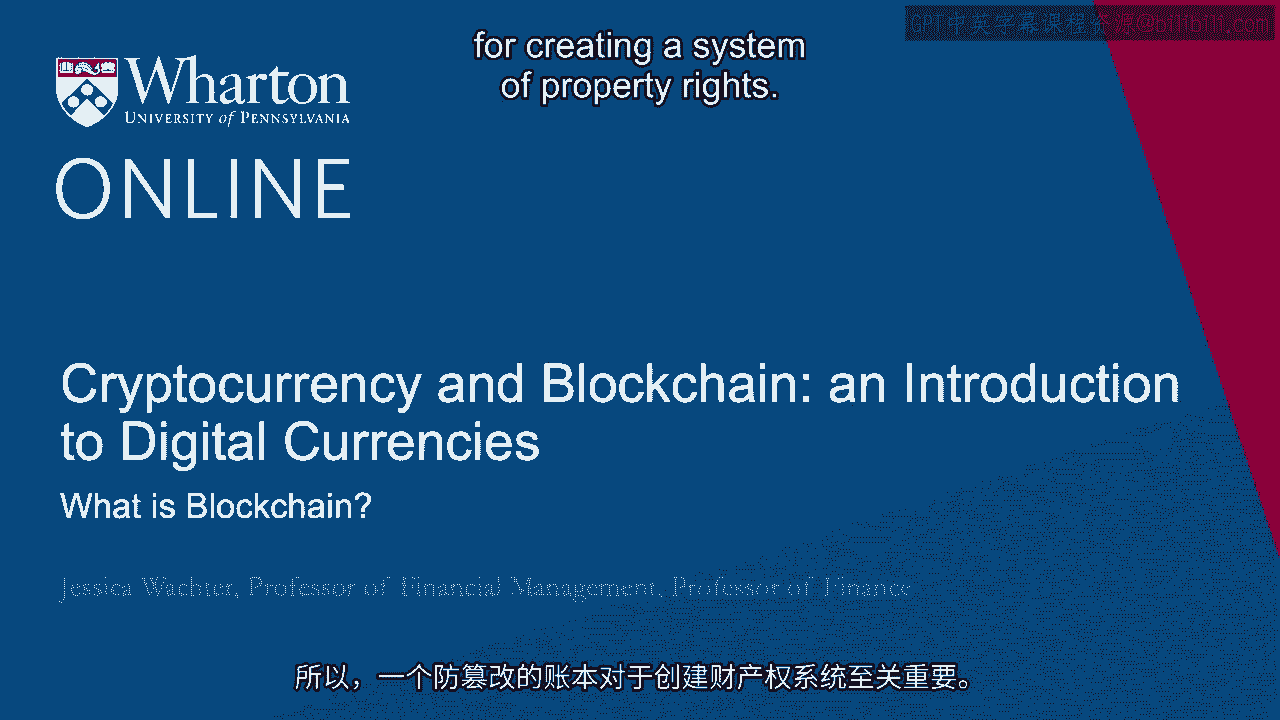 GPT中英字幕课程资源@bilibili.com
for creating a system
of property rights.
Wharton
UNIVERSITY of PENNSYLVANIA
ONLINE
Cryptocurrency and Blockchain: an Introduction
to Digital Currencies
What is Blockchain?
Jessica Wachter, Professor of Financial Management, Professor of Finance
所以，一个防篡改的账本对于创建财产权系统至关重要。